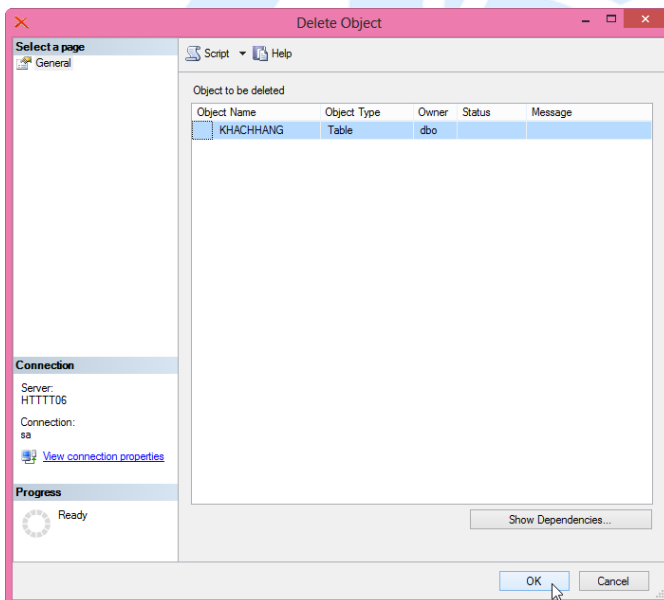 Delete Object
Select a page
General
Script Help
Object to be deleted
Object Name Object Type Owner Status Message
KHACHHANG Table dbo
Connection
Server:
HTTTT06
Connection:
sa
View connection properties
Progress
Ready
Show Dependencies...
OK Cancel